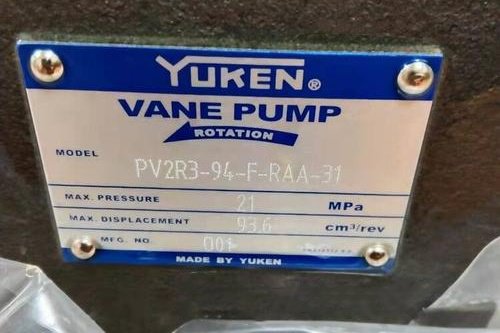 YUKEN®
VANE PUMP
ROTATION
MODEL PV2R3-94-F-RAA-31
MAX. PRESSURE 21 MPa
MAX. DISPLACEMENT 93.6 cm³/rev
MFG. NO. 001
MADE BY YUKEN